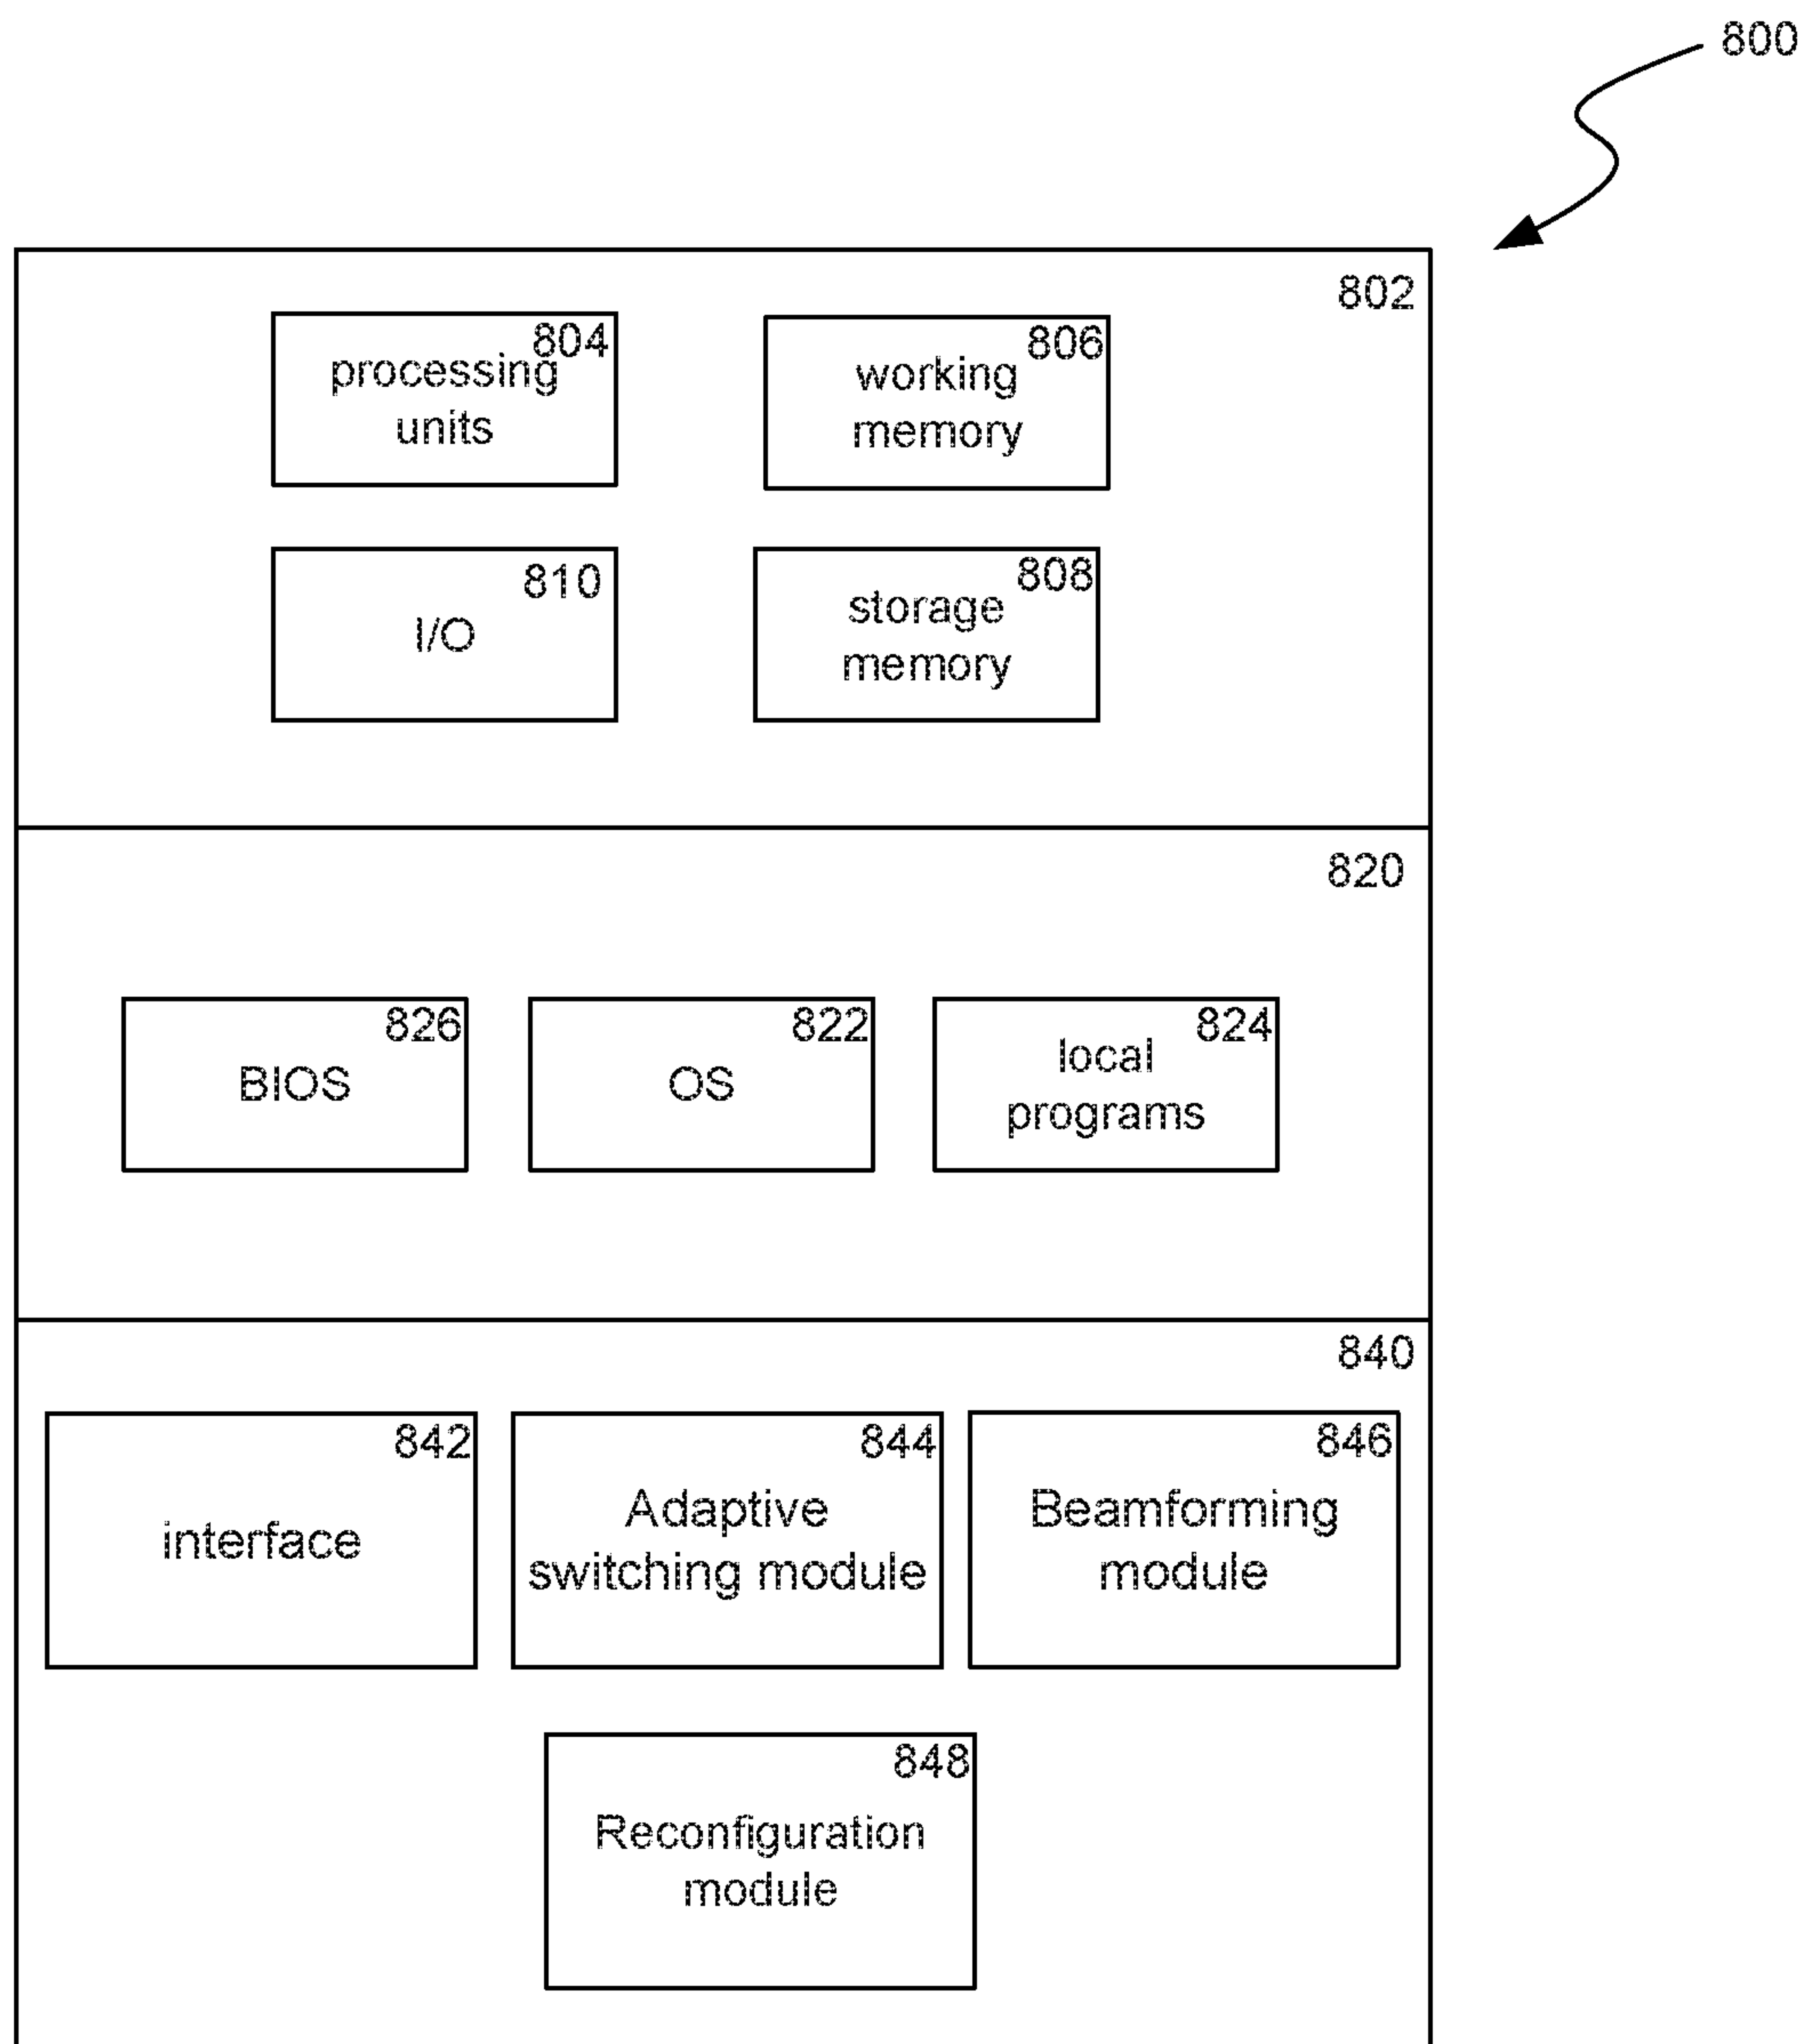 800
802
804
processing
units
806
working
memory
810
I/O
808
storage
memory
820
826
BIOS
822
OS
824
local
programs
840
842
interface
844
Adaptive
switching module
846
Beamforming
module
848
Reconfiguration
module